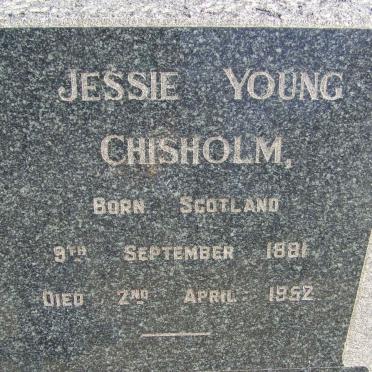 JESSIE YOUNG
CHISHOLM,
BORN SCOTLAND
9TH SEPTEMBER 1881
DIED 2ND APRIL 1952